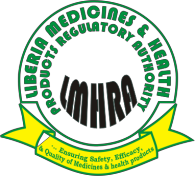 LIBERIA MEDICINES & HEALTH
PRODUCTS REGULATORY AUTHORITY
LMHRA
... Ensuring Safety, Efficacy,
& Quality of Medicines & health products